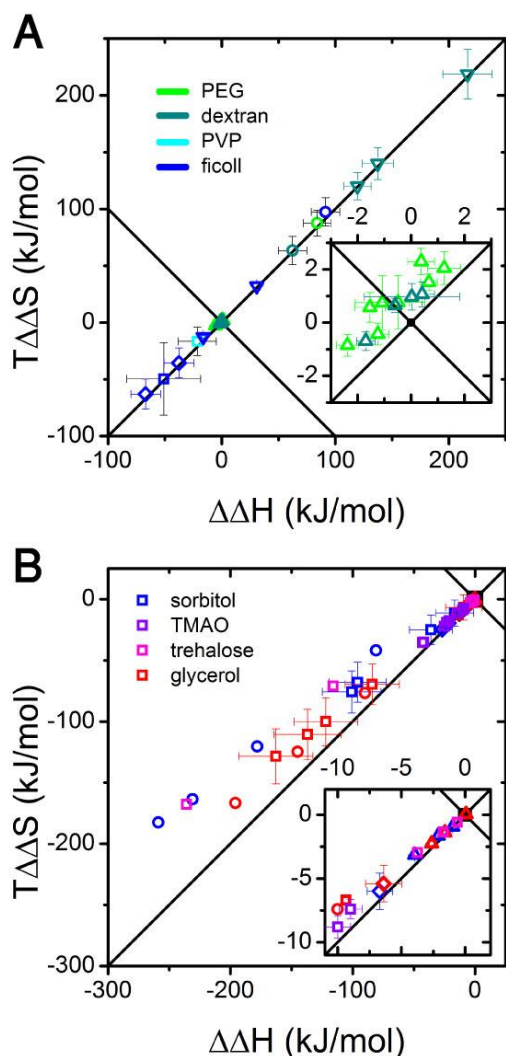 A
PEG
dextran
PVP
ficoll
200
100
0
-100
-2 0 2
2
0
-2
-100 0 100 200
TΔΔS (kJ/mol)
ΔΔH (kJ/mol)
B
sorbitol
TMAO
trehalose
glycerol
0
-100
-200
-300
-10 -5 0
0
-5
-10
-300 -200 -100 0
TΔΔS (kJ/mol)
ΔΔH (kJ/mol)